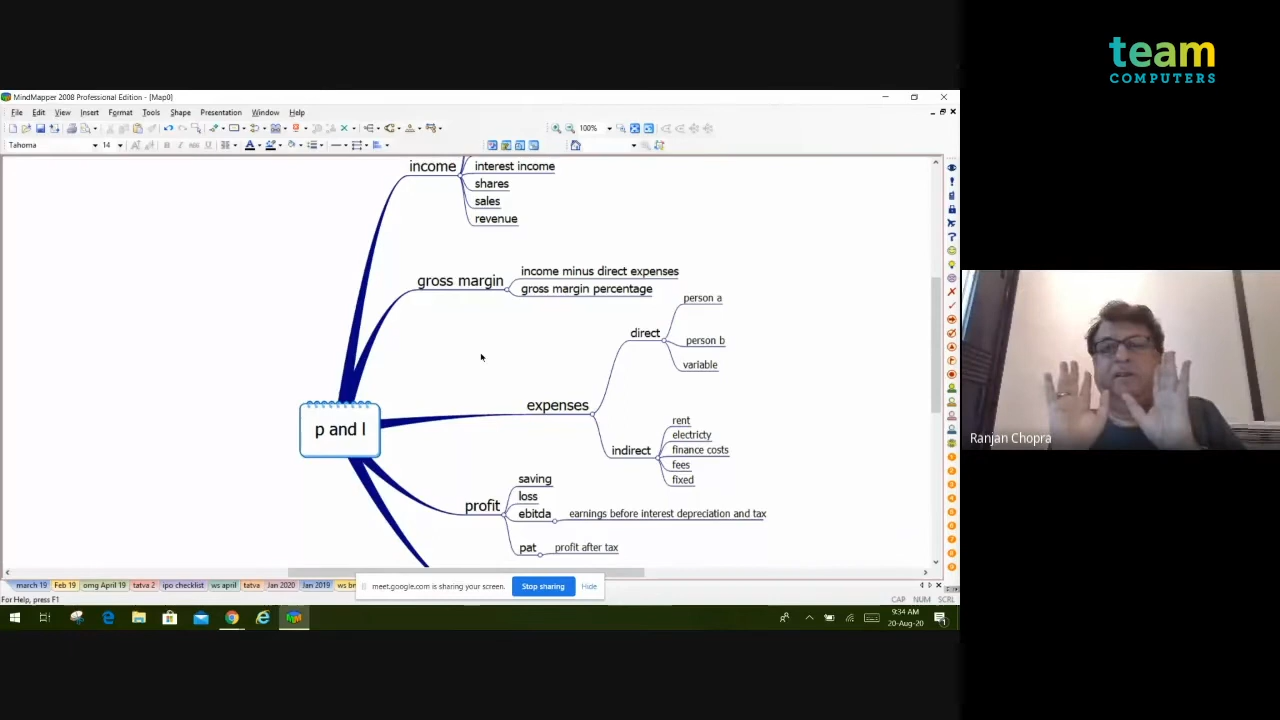 team
COMPUTERS
MindMapper 2008 Professional Edition - [Map0]
File Edit View Insert Format Tools Shape Presentation Window Help
100%
Tahoma 14
income
interest income
shares
sales
revenue
gross margin
income minus direct expenses
gross margin percentage
person a
direct
person b
variable
expenses
rent
electricty
indirect
finance costs
fees
fixed
p and l
saving
profit
loss
ebitda
earnings before interest depreciation and tax
pat
profit after tax
Ranjan Chopra
march 19 Feb 19 omg April 19 tatva 2 ipo checklist ws april tatva Jan 2020 Jan 2019
meet.google.com is sharing your screen. Stop sharing Hide
For Help, press F1
CAP NUM SCRL
9:34 AM
20-Aug-20